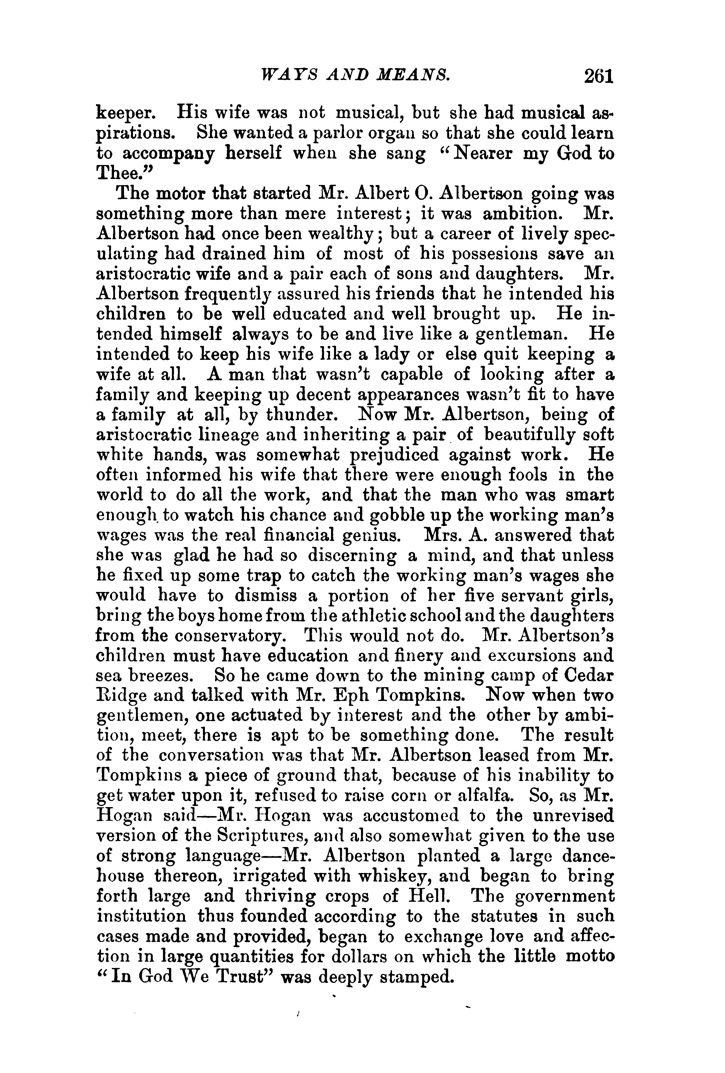 WAYS AND MEANS. 261
keeper. His wife was not musical, but she had musical as-
pirations. She wanted a parlor organ so that she could learn
to accompany herself when she sang “Nearer my God to
Thee.”
The motor that started Mr. Albert O. Albertson going was
something more than mere interest; it was ambition. Mr.
Albertson had once been wealthy; but a career of lively spec-
ulating had drained him of most of his possesions save an
aristocratic wife and a pair each of sons and daughters. Mr.
Albertson frequently assured his friends that he intended his
children to be well educated and well brought up. He in-
tended himself always to be and live like a gentleman. He
intended to keep his wife like a lady or else quit keeping a
wife at all. A man that wasn’t capable of looking after a
family and keeping up decent appearances wasn’t fit to have
a family at all, by thunder. Now Mr. Albertson, being of
aristocratic lineage and inheriting a pair of beautifully soft
white hands, was somewhat prejudiced against work. He
often informed his wife that there were enough fools in the
world to do all the work, and that the man who was smart
enough to watch his chance and gobble up the working man’s
wages was the real financial genius. Mrs. A. answered that
she was glad he had so discerning a mind, and that unless
he fixed up some trap to catch the working man’s wages she
would have to dismiss a portion of her five servant girls,
bring the boys home from the athletic school and the daughters
from the conservatory. This would not do. Mr. Albertson’s
children must have education and finery and excursions and
sea breezes. So he came down to the mining camp of Cedar
Ridge and talked with Mr. Eph Tompkins. Now when two
gentlemen, one actuated by interest and the other by ambi-
tion, meet, there is apt to be something done. The result
of the conversation was that Mr. Albertson leased from Mr.
Tompkins a piece of ground that, because of his inability to
get water upon it, refused to raise corn or alfalfa. So, as Mr.
Hogan said—Mr. Hogan was accustomed to the unrevised
version of the Scriptures, and also somewhat given to the use
of strong language—Mr. Albertson planted a large dance-
house thereon, irrigated with whiskey, and began to bring
forth large and thriving crops of Hell. The government
institution thus founded according to the statutes in such
cases made and provided, began to exchange love and affec-
tion in large quantities for dollars on which the little motto
“In God We Trust” was deeply stamped.